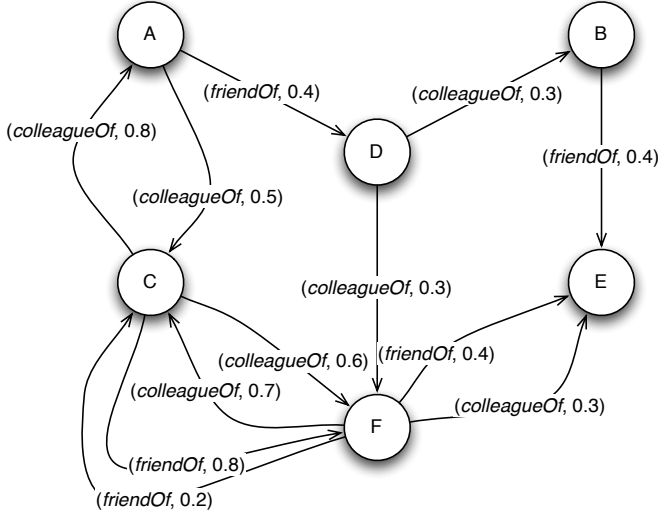 A
B
(friendOf, 0.4)
(colleagueOf, 0.3)
(colleagueOf, 0.8)
D
(friendOf, 0.4)
(colleagueOf, 0.5)
C
E
(colleagueOf, 0.3)
(friendOf, 0.4)
(colleagueOf, 0.6)
(colleagueOf, 0.7)
(colleagueOf, 0.3)
F
(friendOf, 0.8)
(friendOf, 0.2)